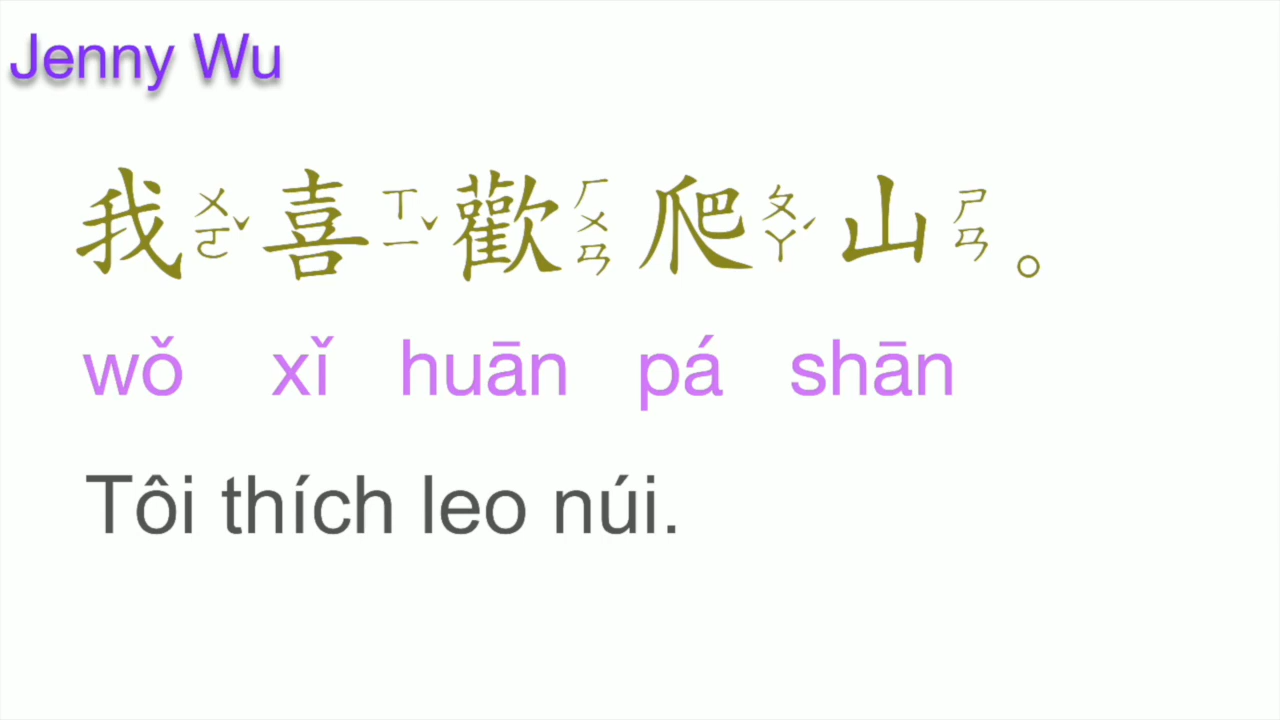 Jenny Wu
我ㄨㄛˇ喜ㄒㄧˇ歡ㄏㄨㄢ爬ㄆㄚˊ山ㄕㄢ。
wǒ xǐ huān pá shān
Tôi thích leo núi.